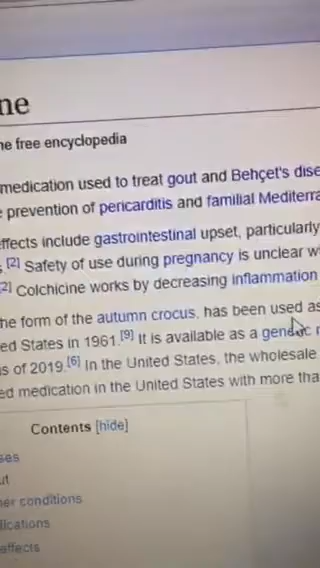 ne
he free encyclopedia
medication used to treat gout and Behçet's dise
prevention of pericarditis and familial Mediterra
effects include gastrointestinal upset, particularly
[2] Safety of use during pregnancy is unclear w
[2] Colchicine works by decreasing inflammation
he form of the autumn crocus, has been used as
ed States in 1961.[9] It is available as a generic
s of 2019.[6] In the United States, the wholesale
ed medication in the United States with more tha
Contents [hide]
ses
ut
er conditions
lications
effects